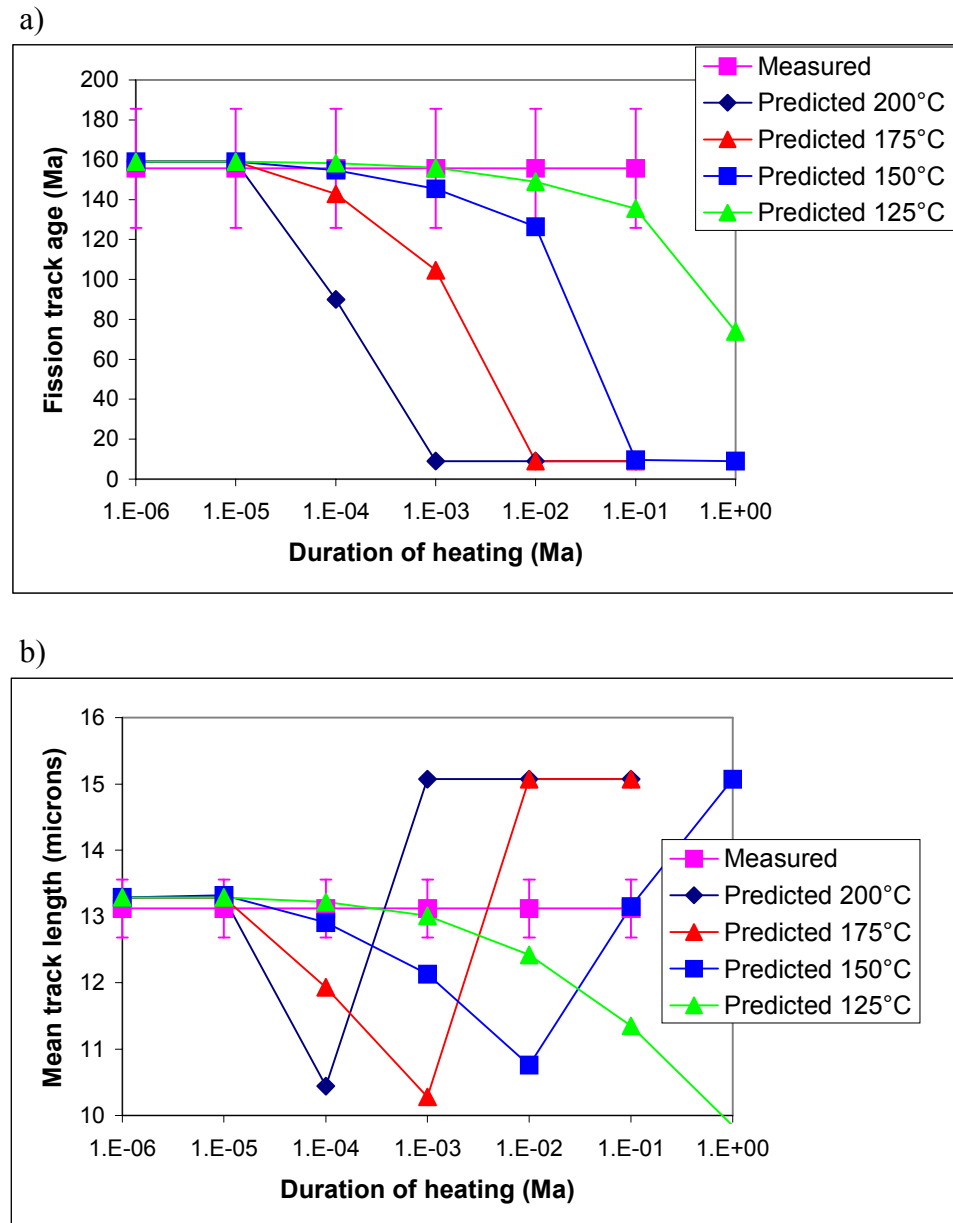 a)
Fission track age (Ma)
200
180
160
140
120
100
80
60
40
20
0
1.E-06 1.E-05 1.E-04 1.E-03 1.E-02 1.E-01 1.E+00
Duration of heating (Ma)
Measured
Predicted 200°C
Predicted 175°C
Predicted 150°C
Predicted 125°C
b)
Mean track length (microns)
16
15
14
13
12
11
10
1.E-06 1.E-05 1.E-04 1.E-03 1.E-02 1.E-01 1.E+00
Duration of heating (Ma)
Measured
Predicted 200°C
Predicted 175°C
Predicted 150°C
Predicted 125°C